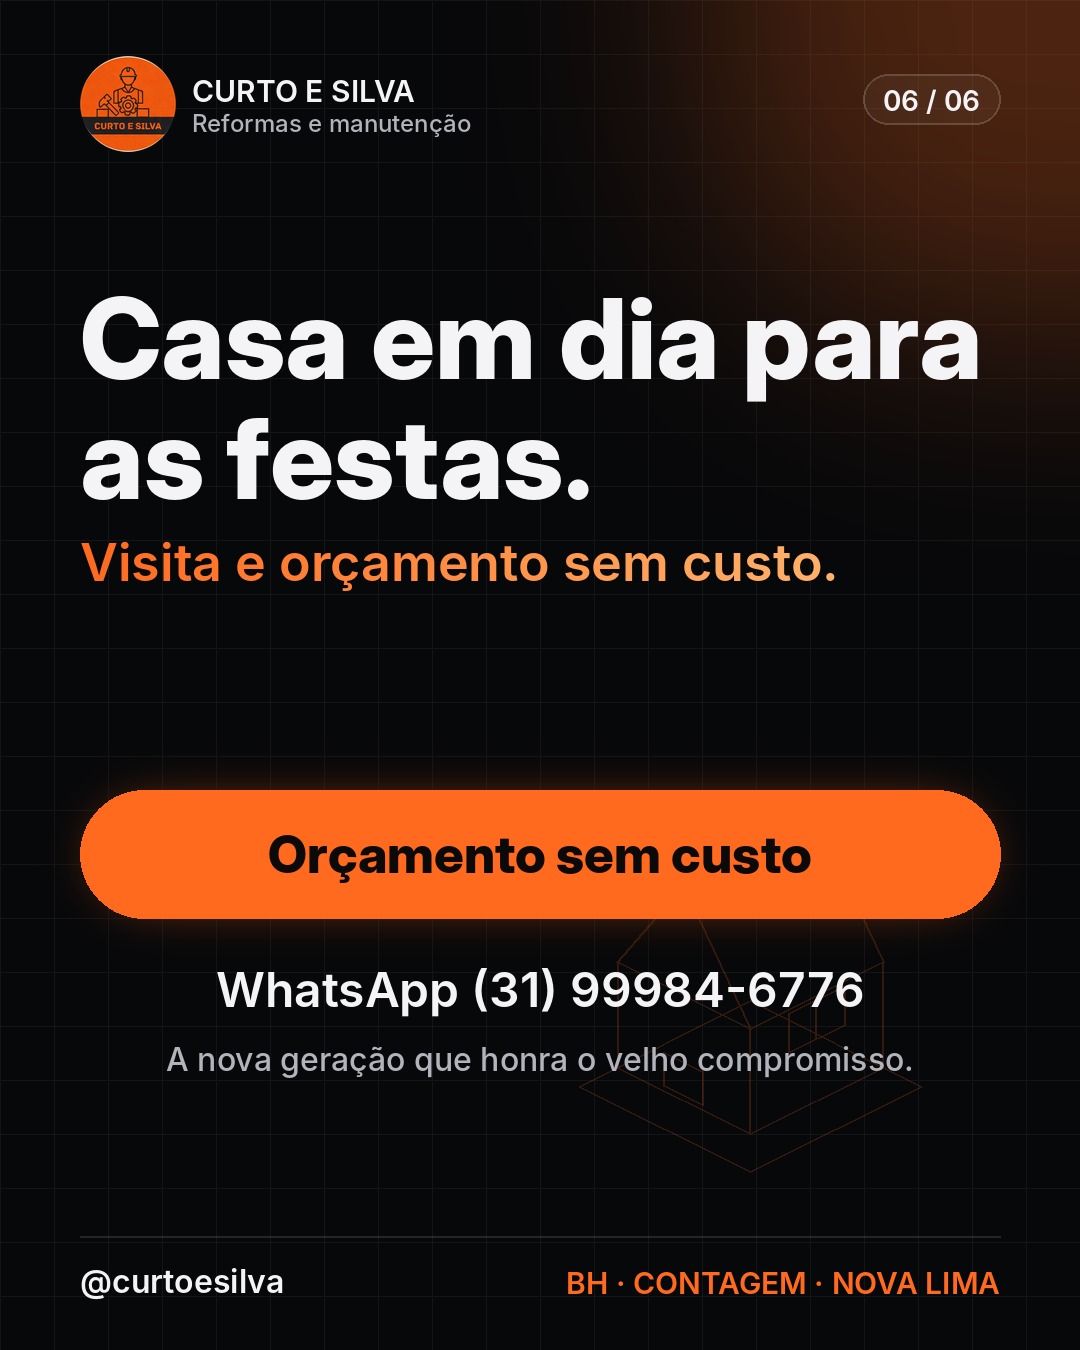 CURTO E SILVA
CURTO E SILVA
Reformas e manutenção
06 / 06
Casa em dia para
as festas.
Visita e orçamento sem custo.
Orçamento sem custo
WhatsApp (31) 99984-6776
A nova geração que honra o velho compromisso.
@curtoesilva
BH · CONTAGEM · NOVA LIMA